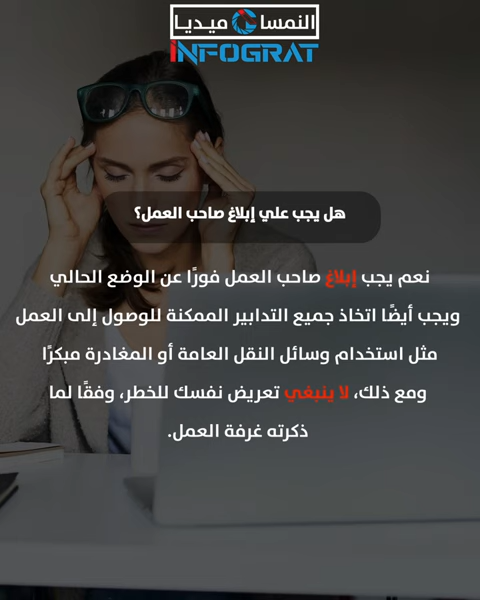 النمسا ميديا
INFOGRAT
هل يجب علي إبلاغ صاحب العمل؟
نعم يجب إبلاغ صاحب العمل فورًا عن الوضع الحالي
ويجب أيضًا اتخاذ جميع التدابير الممكنة للوصول إلى العمل
مثل استخدام وسائل النقل العامة أو المغادرة مبكرًا
ومع ذلك، لا ينبغي تعريض نفسك للخطر، وفقًا لما
ذكرته غرفة العمل.